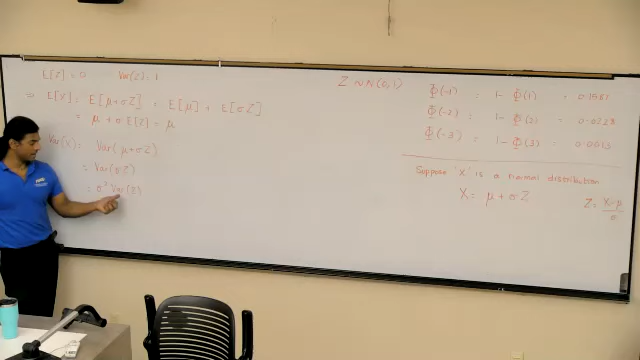 E[Z] = 0 Var(Z) = 1
⇒ E[X] = E[μ+σZ] = E[μ] + E[σZ]
= μ + σ E[Z] = μ
Var(X) = Var(μ+σZ)
= Var(σZ)
= σ² Var(Z)
Z ~ N(0,1)
Φ(-1) = 1 - Φ(1) = 0.1587
Φ(-2) = 1 - Φ(2) = 0.0228
Φ(-3) = 1 - Φ(3) = 0.0013
Suppose 'X' is a normal distribution
X = μ + σZ
Z = X-μ
σ